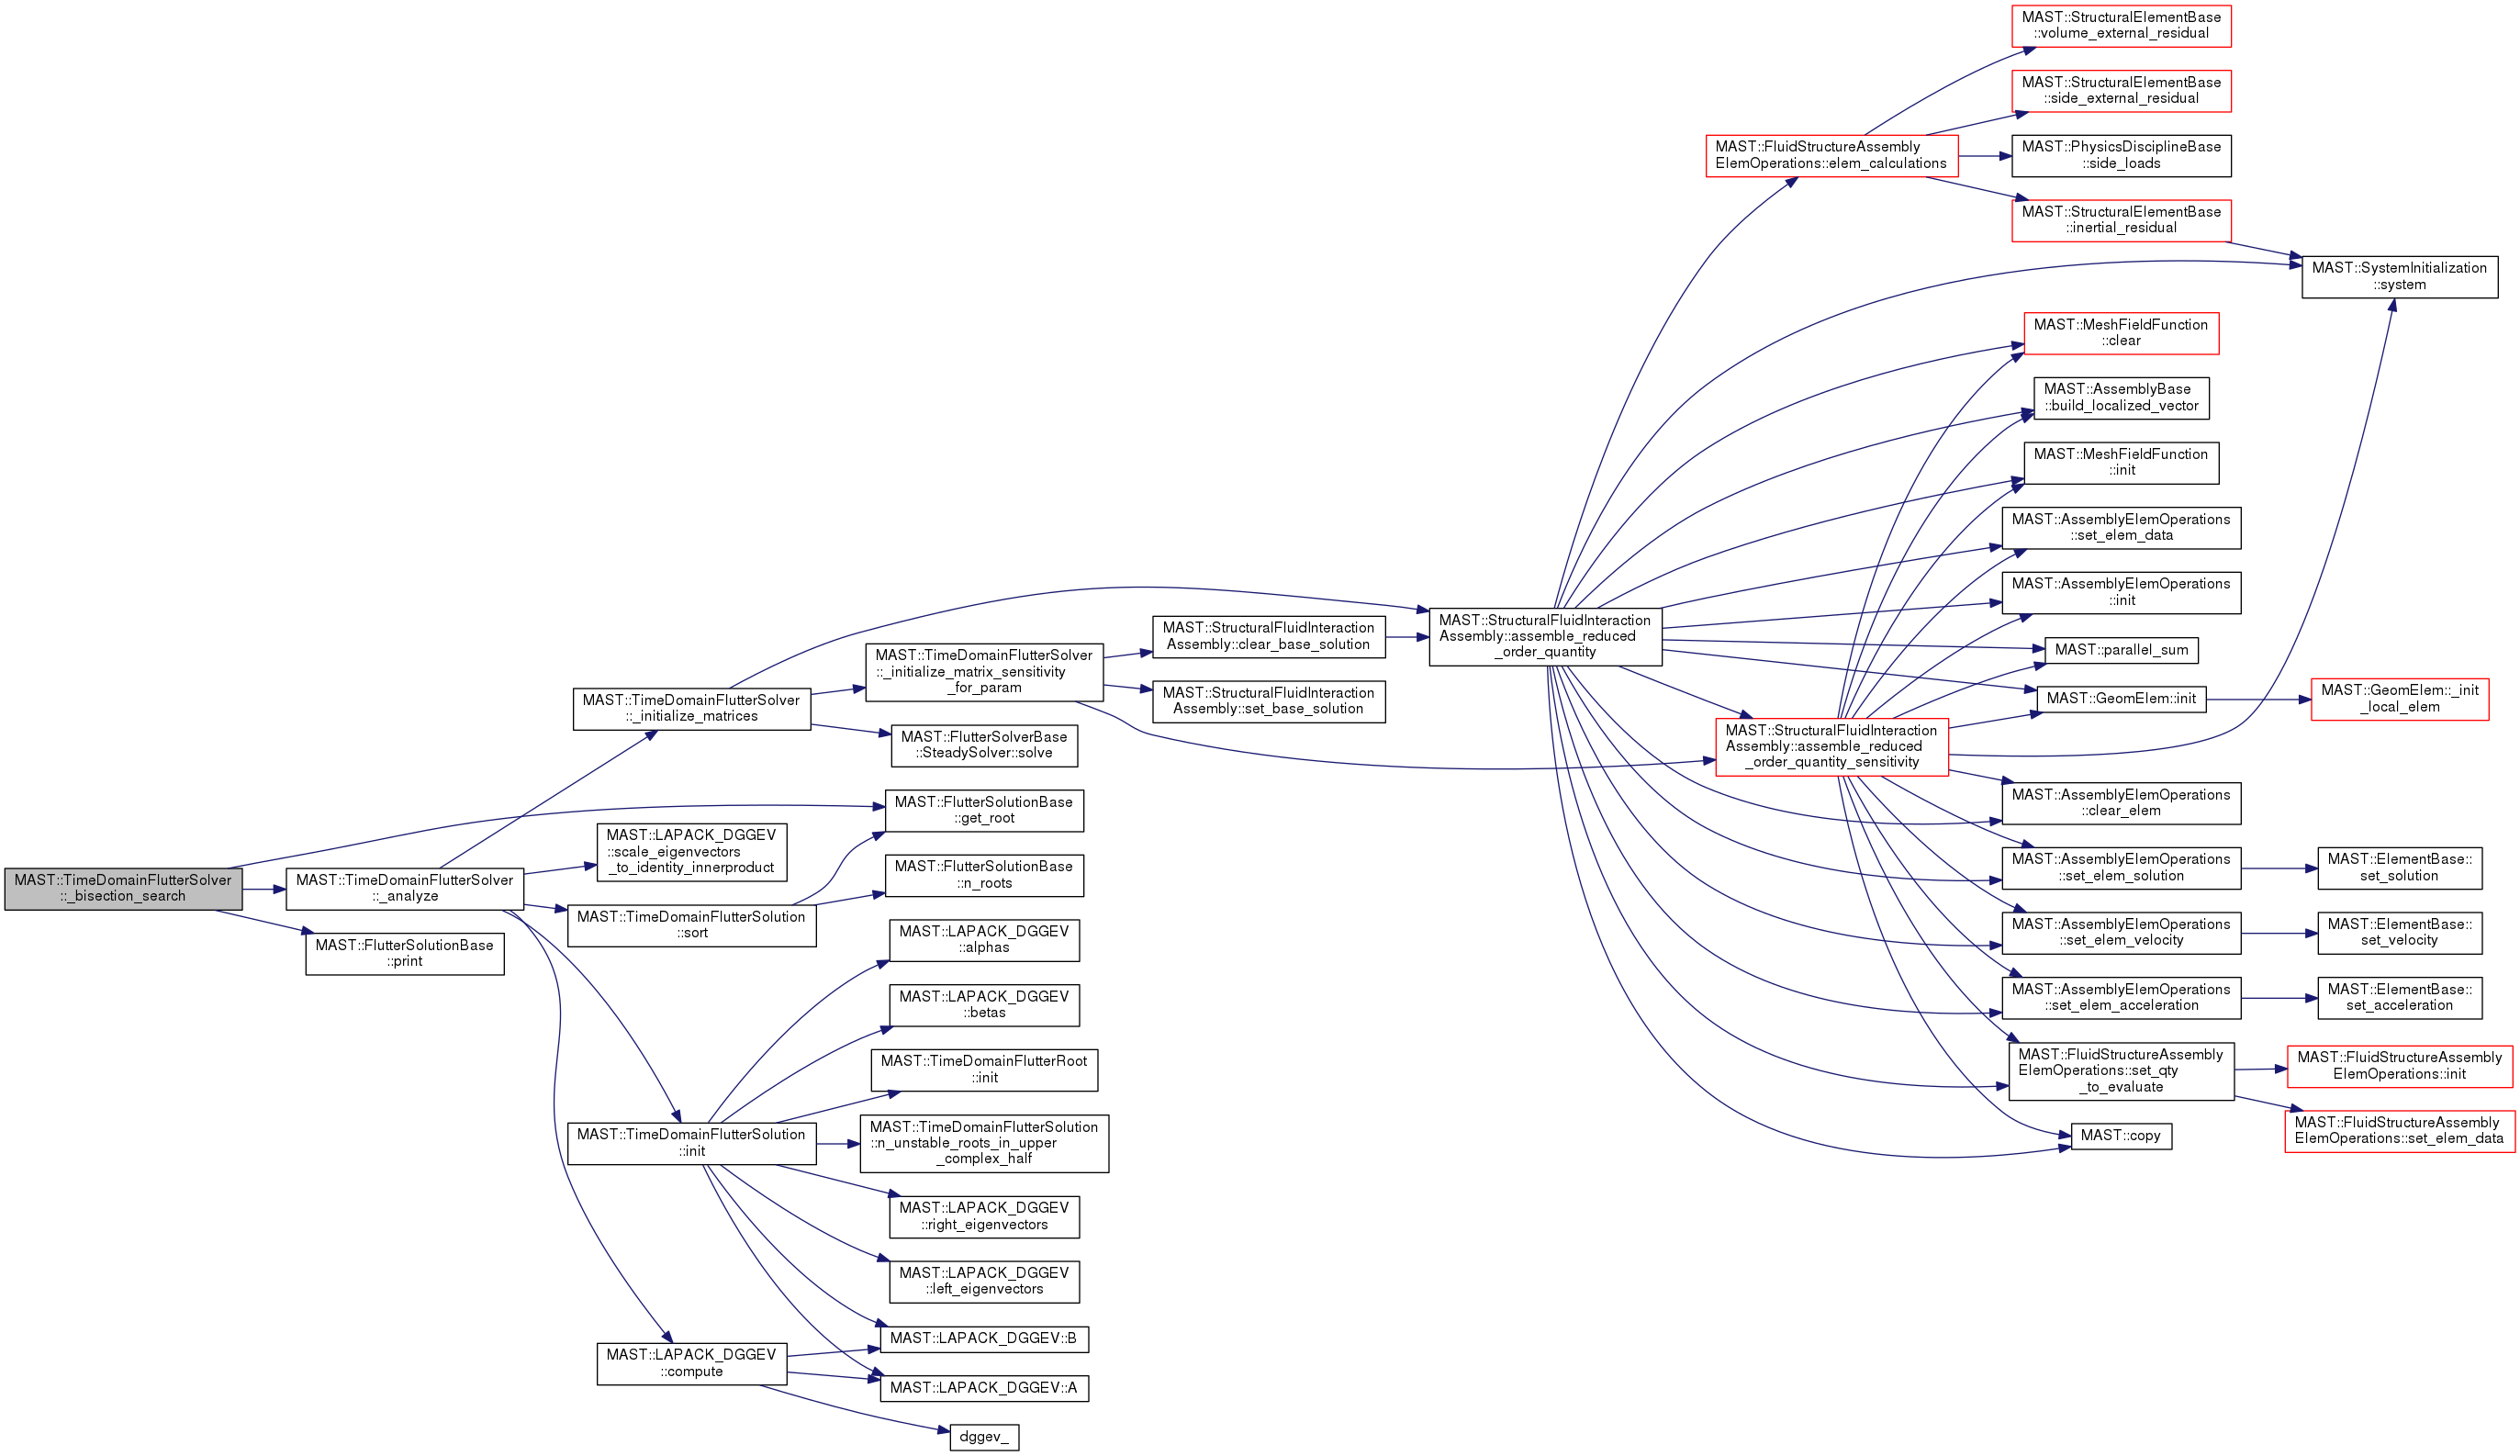 MAST::TimeDomainFlutterSolver
::_bisection_search
MAST::TimeDomainFlutterSolver
::_analyze
MAST::FlutterSolutionBase
::print
MAST::TimeDomainFlutterSolver
::_initialize_matrices
MAST::LAPACK_DGGEV
::scale_eigenvectors
_to_identity_innerproduct
MAST::TimeDomainFlutterSolution
::sort
MAST::TimeDomainFlutterSolution
::init
MAST::LAPACK_DGGEV
::compute
MAST::TimeDomainFlutterSolver
::_initialize_matrix_sensitivity
_for_param
MAST::FlutterSolverBase
::SteadySolver::solve
MAST::FlutterSolutionBase
::get_root
MAST::FlutterSolutionBase
::n_roots
MAST::LAPACK_DGGEV
::alphas
MAST::LAPACK_DGGEV
::betas
MAST::TimeDomainFlutterRoot
::init
MAST::TimeDomainFlutterSolution
::n_unstable_roots_in_upper
_complex_half
MAST::LAPACK_DGGEV
::right_eigenvectors
MAST::LAPACK_DGGEV
::left_eigenvectors
MAST::LAPACK_DGGEV::B
MAST::LAPACK_DGGEV::A
dggev_
MAST::StructuralFluidInteraction
Assembly::clear_base_solution
MAST::StructuralFluidInteraction
Assembly::set_base_solution
MAST::StructuralFluidInteraction
Assembly::assemble_reduced
_order_quantity
MAST::FluidStructureAssembly
ElemOperations::elem_calculations
MAST::StructuralFluidInteraction
Assembly::assemble_reduced
_order_quantity_sensitivity
MAST::StructuralElementBase
::volume_external_residual
MAST::StructuralElementBase
::side_external_residual
MAST::PhysicsDisciplineBase
::side_loads
MAST::StructuralElementBase
::inertial_residual
MAST::SystemInitialization
::system
MAST::MeshFieldFunction
::clear
MAST::AssemblyBase
::build_localized_vector
MAST::MeshFieldFunction
::init
MAST::AssemblyElemOperations
::set_elem_data
MAST::AssemblyElemOperations
::init
MAST::parallel_sum
MAST::GeomElem::init
MAST::GeomElem::_init
_local_elem
MAST::AssemblyElemOperations
::clear_elem
MAST::AssemblyElemOperations
::set_elem_solution
MAST::ElementBase::
set_solution
MAST::AssemblyElemOperations
::set_elem_velocity
MAST::ElementBase::
set_velocity
MAST::AssemblyElemOperations
::set_elem_acceleration
MAST::ElementBase::
set_acceleration
MAST::FluidStructureAssembly
ElemOperations::set_qty
_to_evaluate
MAST::FluidStructureAssembly
ElemOperations::init
MAST::FluidStructureAssembly
ElemOperations::set_elem_data
MAST::copy